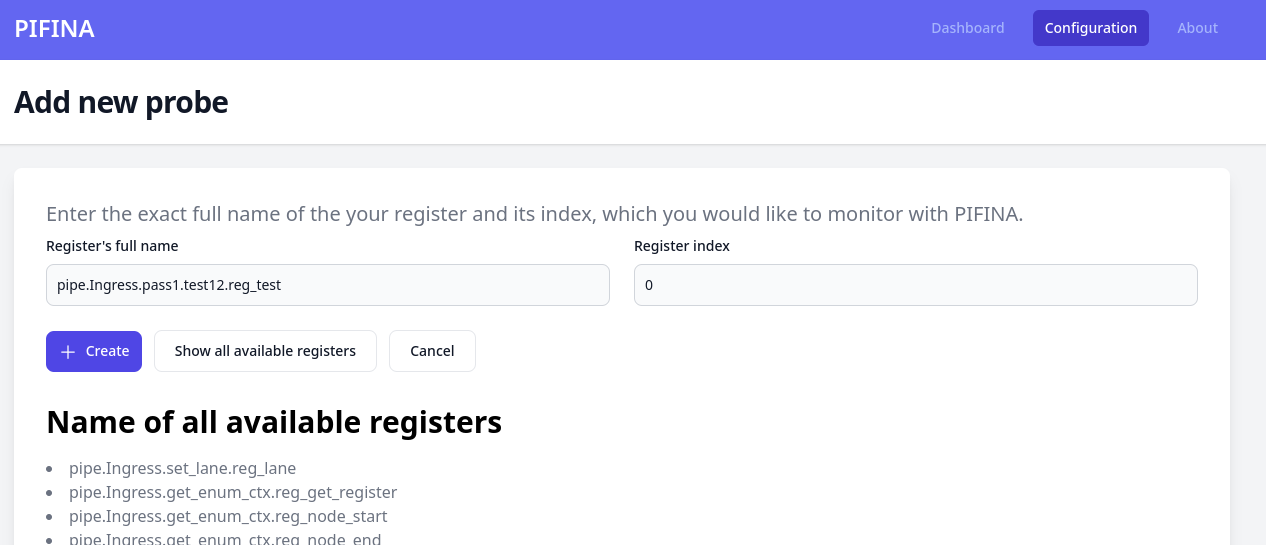 PIFINA
Dashboard Configuration About
Add new probe
Enter the exact full name of the your register and its index, which you would like to monitor with PIFINA.
Register's full name Register index
pipe.Ingress.pass1.test12.reg_test 0
Create Show all available registers Cancel
Name of all available registers
pipe.Ingress.set_lane.reg_lane
pipe.Ingress.get_enum_ctx.reg_get_register
pipe.Ingress.get_enum_ctx.reg_node_start
pipe.Ingress.get_enum_ctx.reg_node_end